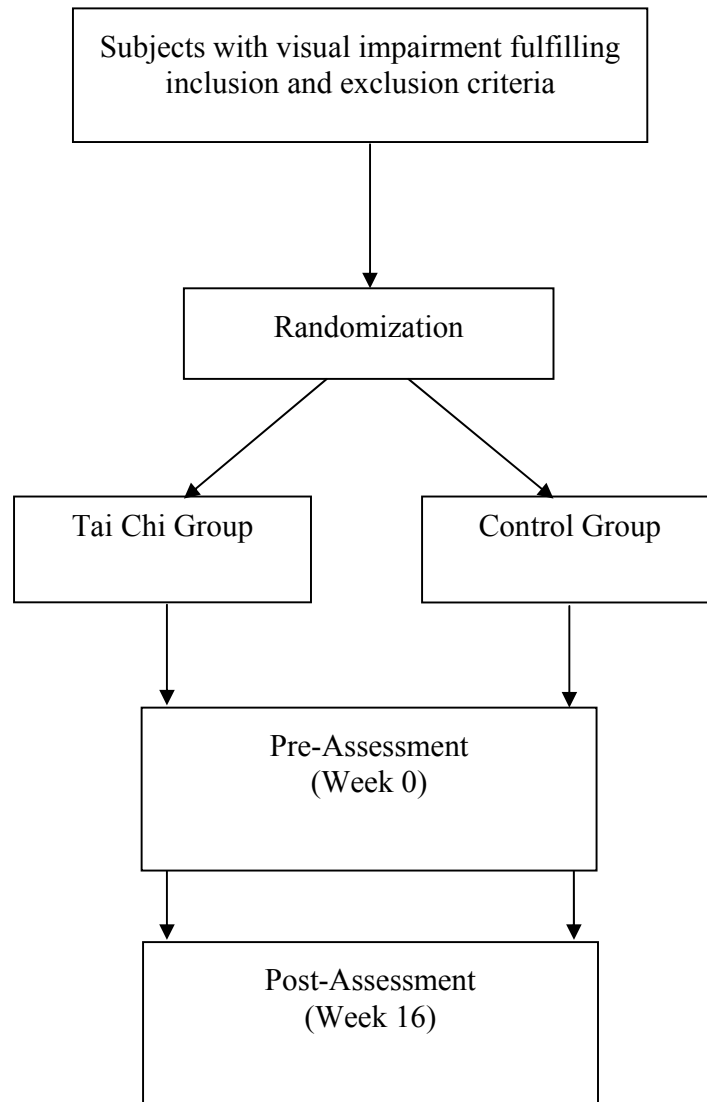 Subjects with visual impairment fulfilling
inclusion and exclusion criteria
Randomization
Tai Chi Group
Control Group
Pre-Assessment
(Week 0)
Post-Assessment
(Week 16)